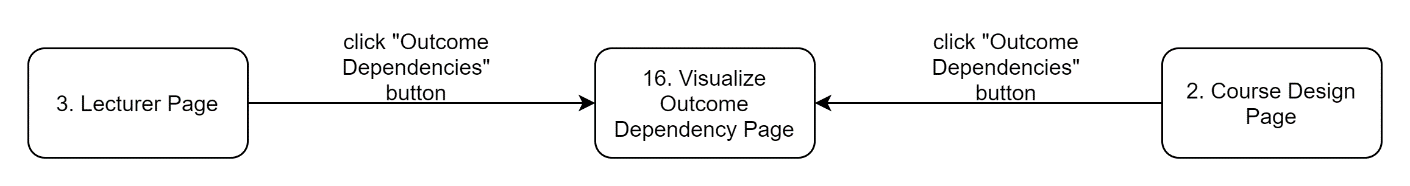 3. Lecturer Page
click "Outcome
Dependencies"
button
16. Visualize
Outcome
Dependency Page
click "Outcome
Dependencies"
button
2. Course Design
Page